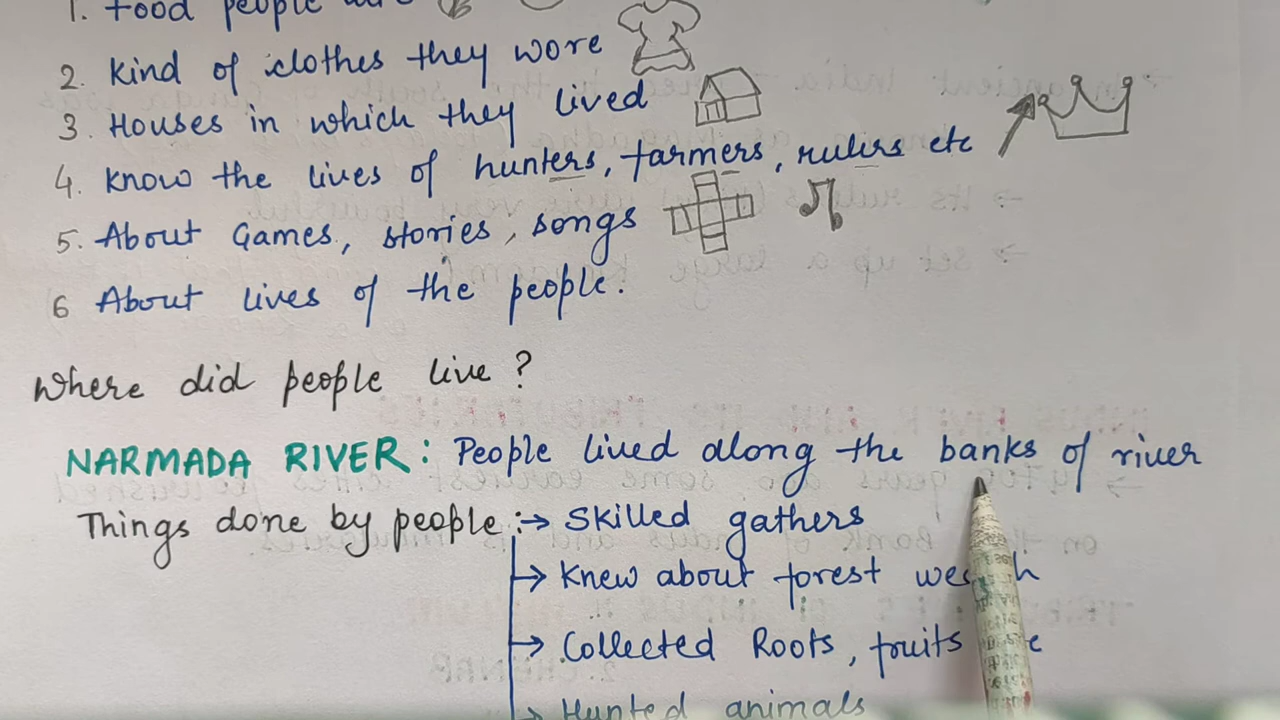 1. Food people
2. Kind of clothes they wore
3. Houses in which they lived
4. Know the lives of hunters, farmers, rulers etc
5. About Games, stories, songs
6 About lives of the people.
Where did people live ?
NARMADA RIVER : People lived along the banks of river
Things done by people :→ Skilled gathers
→ Knew about forest
→ Collected Roots, fruits
→ Hunted animals